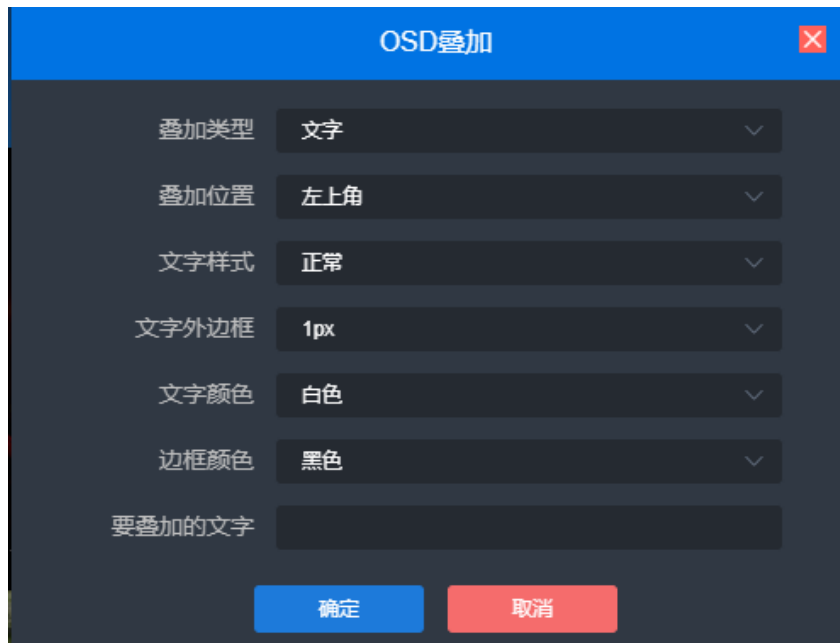 OSD叠加
叠加类型 文字
叠加位置 左上角
文字样式 正常
文字外边框 1px
文字颜色 白色
边框颜色 黑色
要叠加的文字
确定 取消